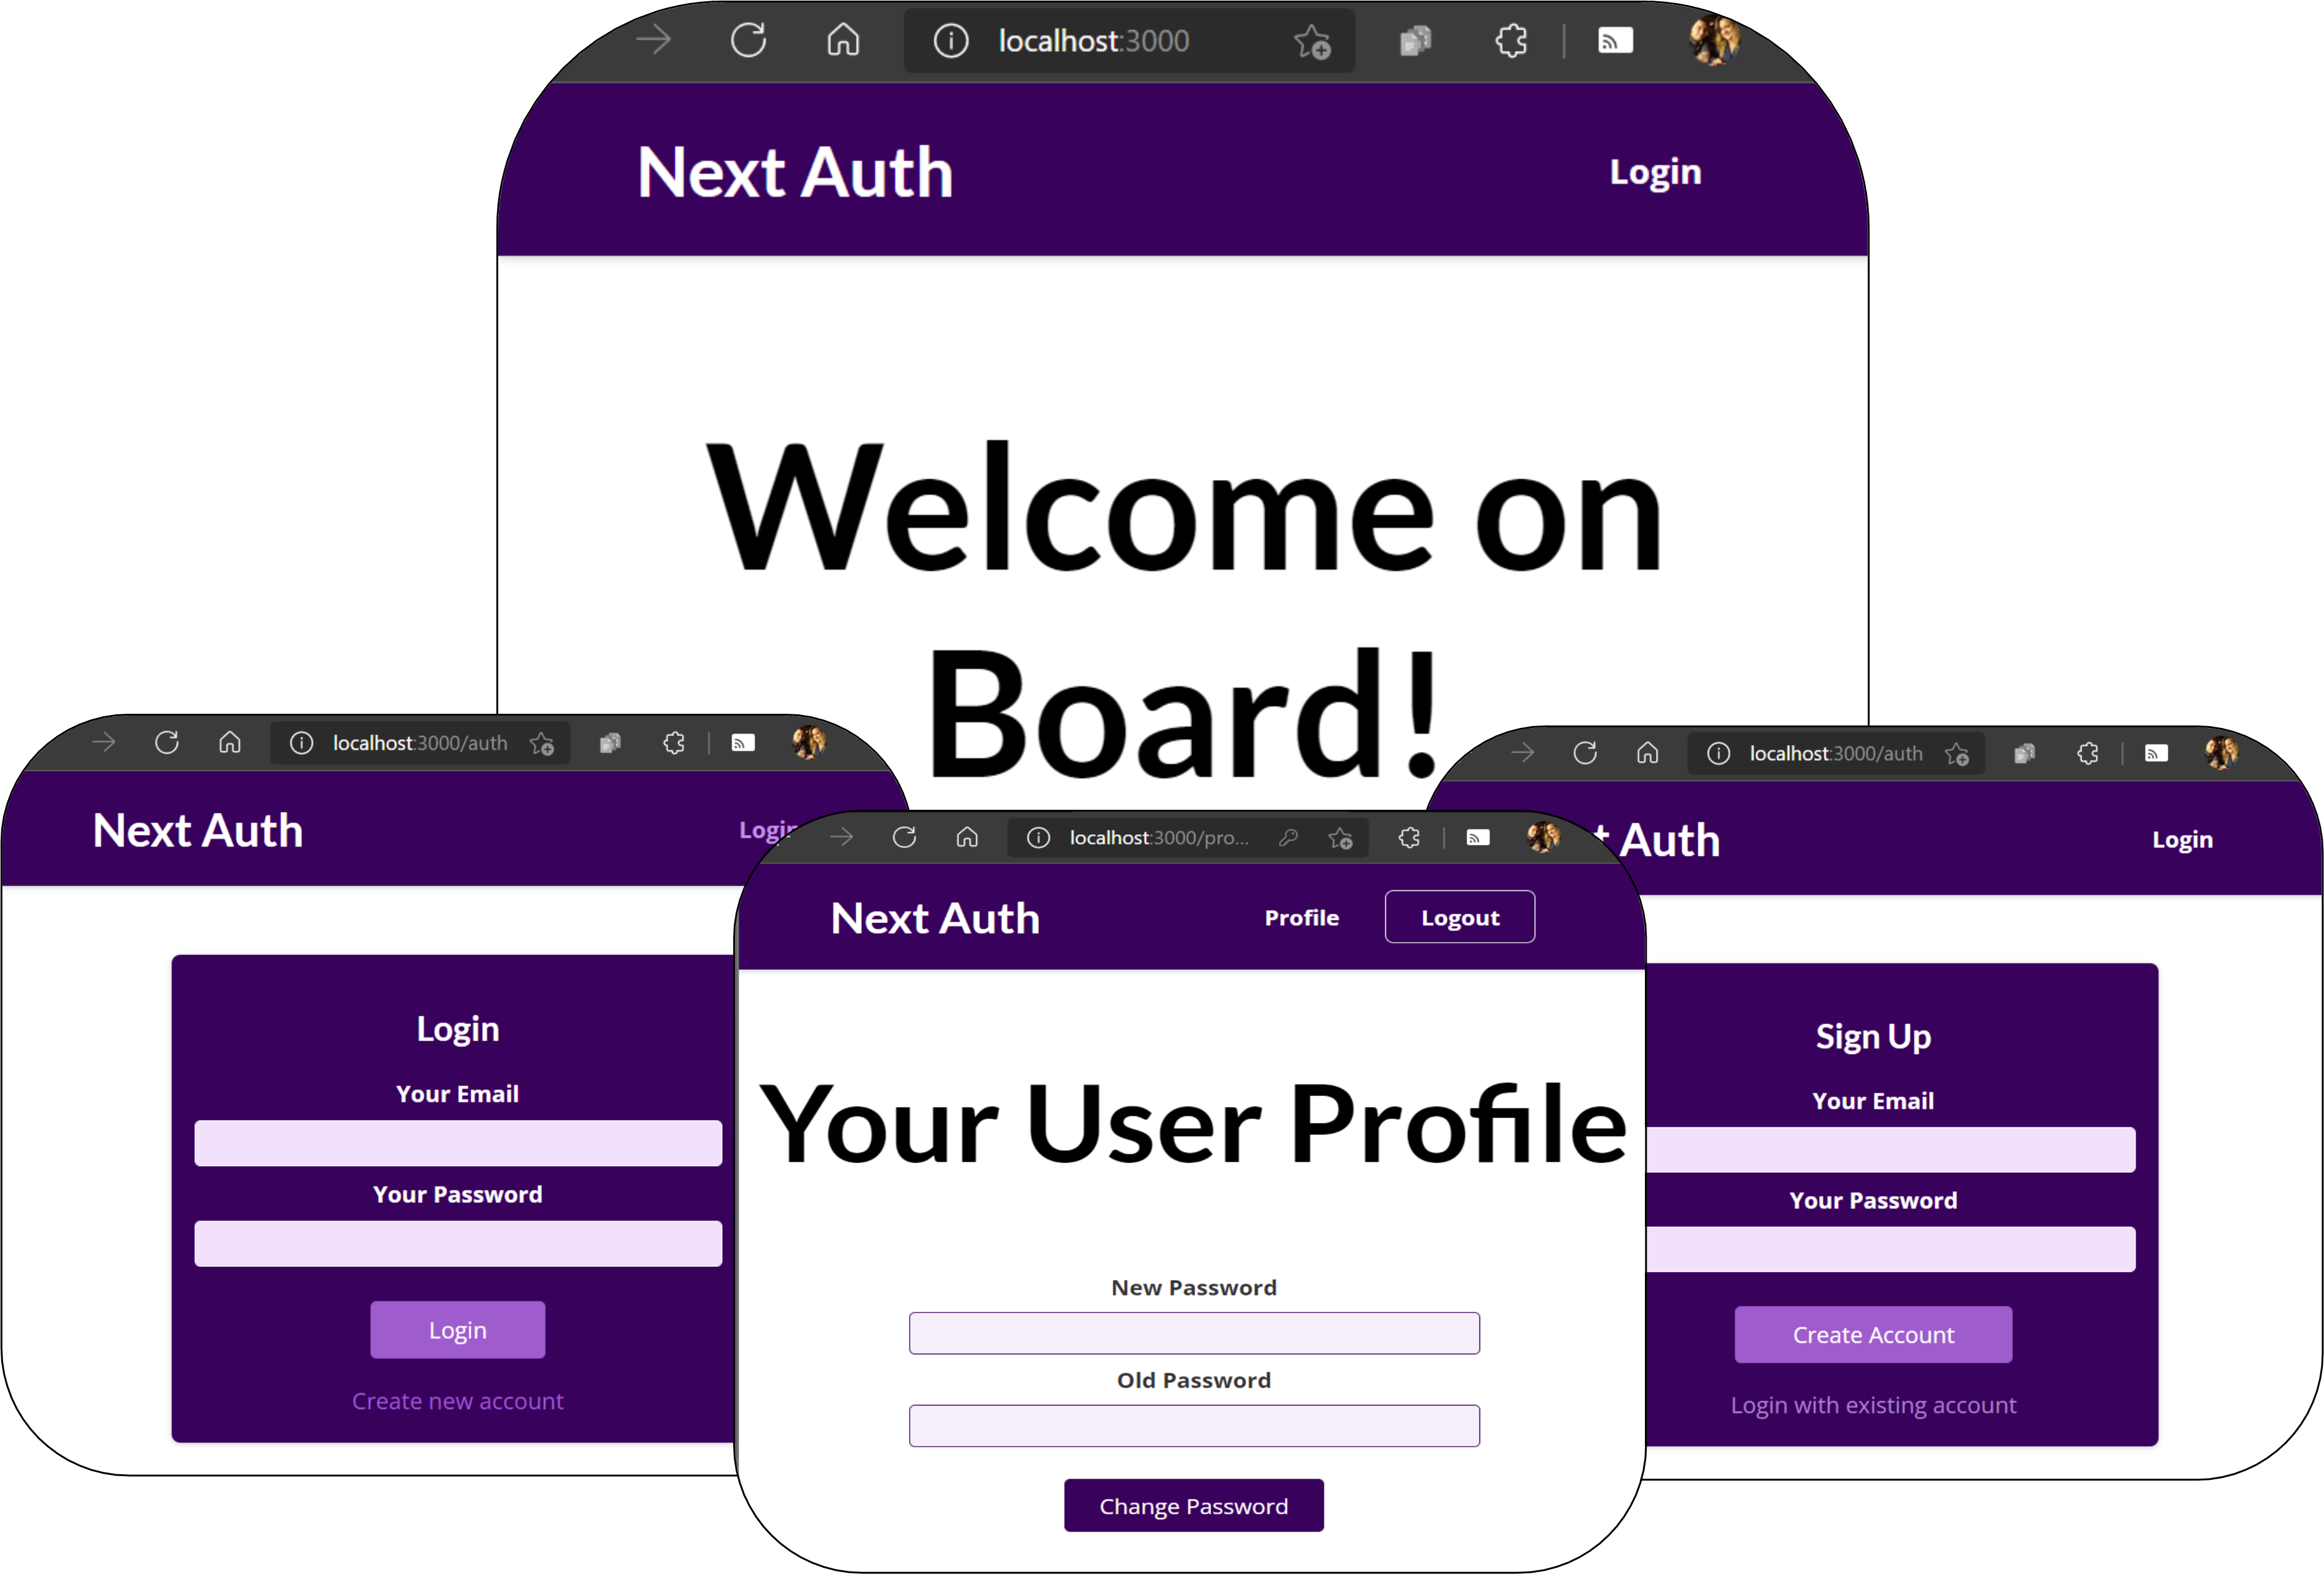 localhost:3000
Next Auth
Login
Welcome on
Board!
localhost:3000/auth
Next Auth
Login
Login
Your Email
Your Password
Login
Create new account
localhost:3000/pro...
Next Auth
Profile
Logout
Your User Profile
New Password
Old Password
Change Password
localhost:3000/auth
t Auth
Login
Sign Up
Your Email
Your Password
Create Account
Login with existing account